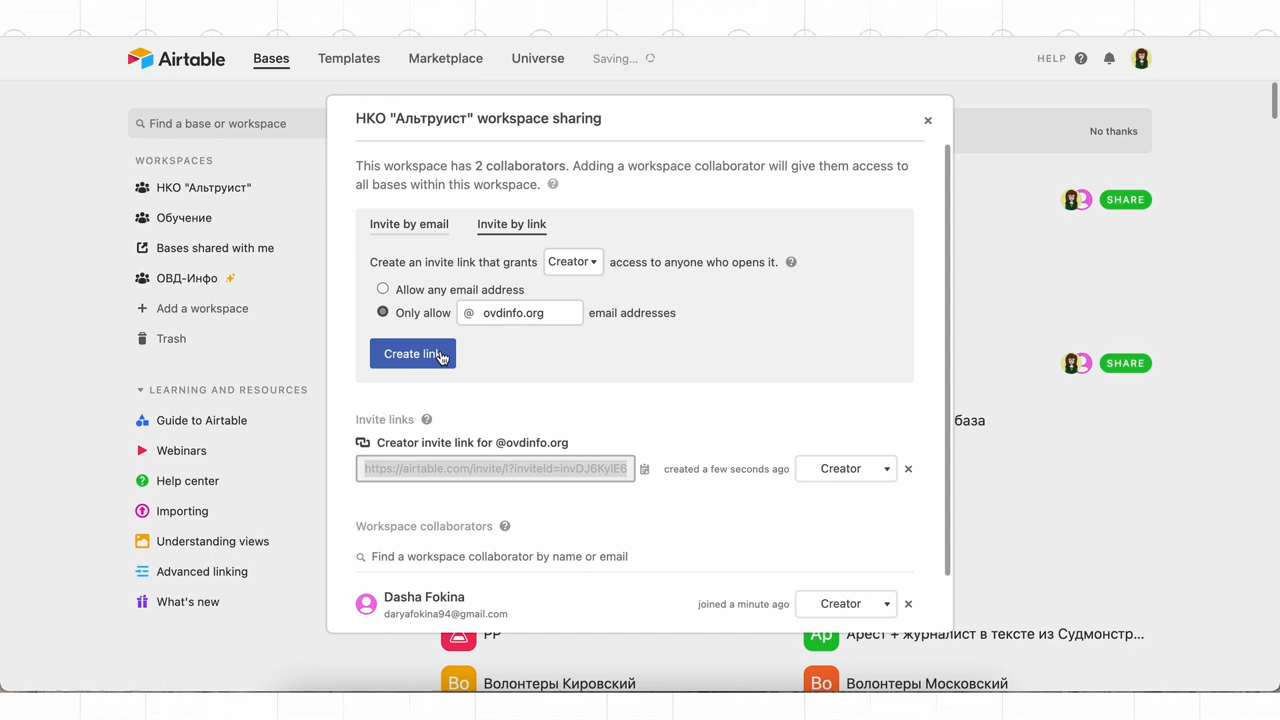 Airtable
Bases
Templates
Marketplace
Universe
Saving...
HELP
Find a base or workspace
WORKSPACES
НКО "Альтруист"
Обучение
Bases shared with me
ОВД-Инфо
Add a workspace
Trash
LEARNING AND RESOURCES
Guide to Airtable
Webinars
Help center
Importing
Understanding views
Advanced linking
What's new
НКО "Альтруист" workspace sharing
This workspace has 2 collaborators. Adding a workspace collaborator will give them access to
all bases within this workspace.
Invite by email
Invite by link
Create an invite link that grants Creator access to anyone who opens it.
Allow any email address
Only allow @ ovdinfo.org email addresses
Create link
Invite links
Creator invite link for @ovdinfo.org
https://airtable.com/invite/l?inviteId=invDJ6KyIE6
created a few seconds ago
Creator
Workspace collaborators
Find a workspace collaborator by name or email
Dasha Fokina
daryafokina94@gmail.com
joined a minute ago
Creator
No thanks
SHARE
SHARE
база
РР
Ар
Арест + журналист в тексте из Судмонстр...
Во
Волонтеры Кировский
Во
Волонтеры Московский